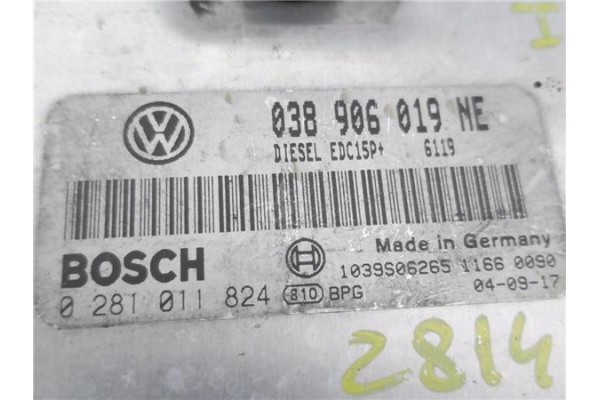 I
VW
038 906 019 NE
DIESEL EDC15P+ 6119
BOSCH
Made in Germany
1039S06265 1166 0090
0 281 011 824 810 BPG 04-09-17
2814